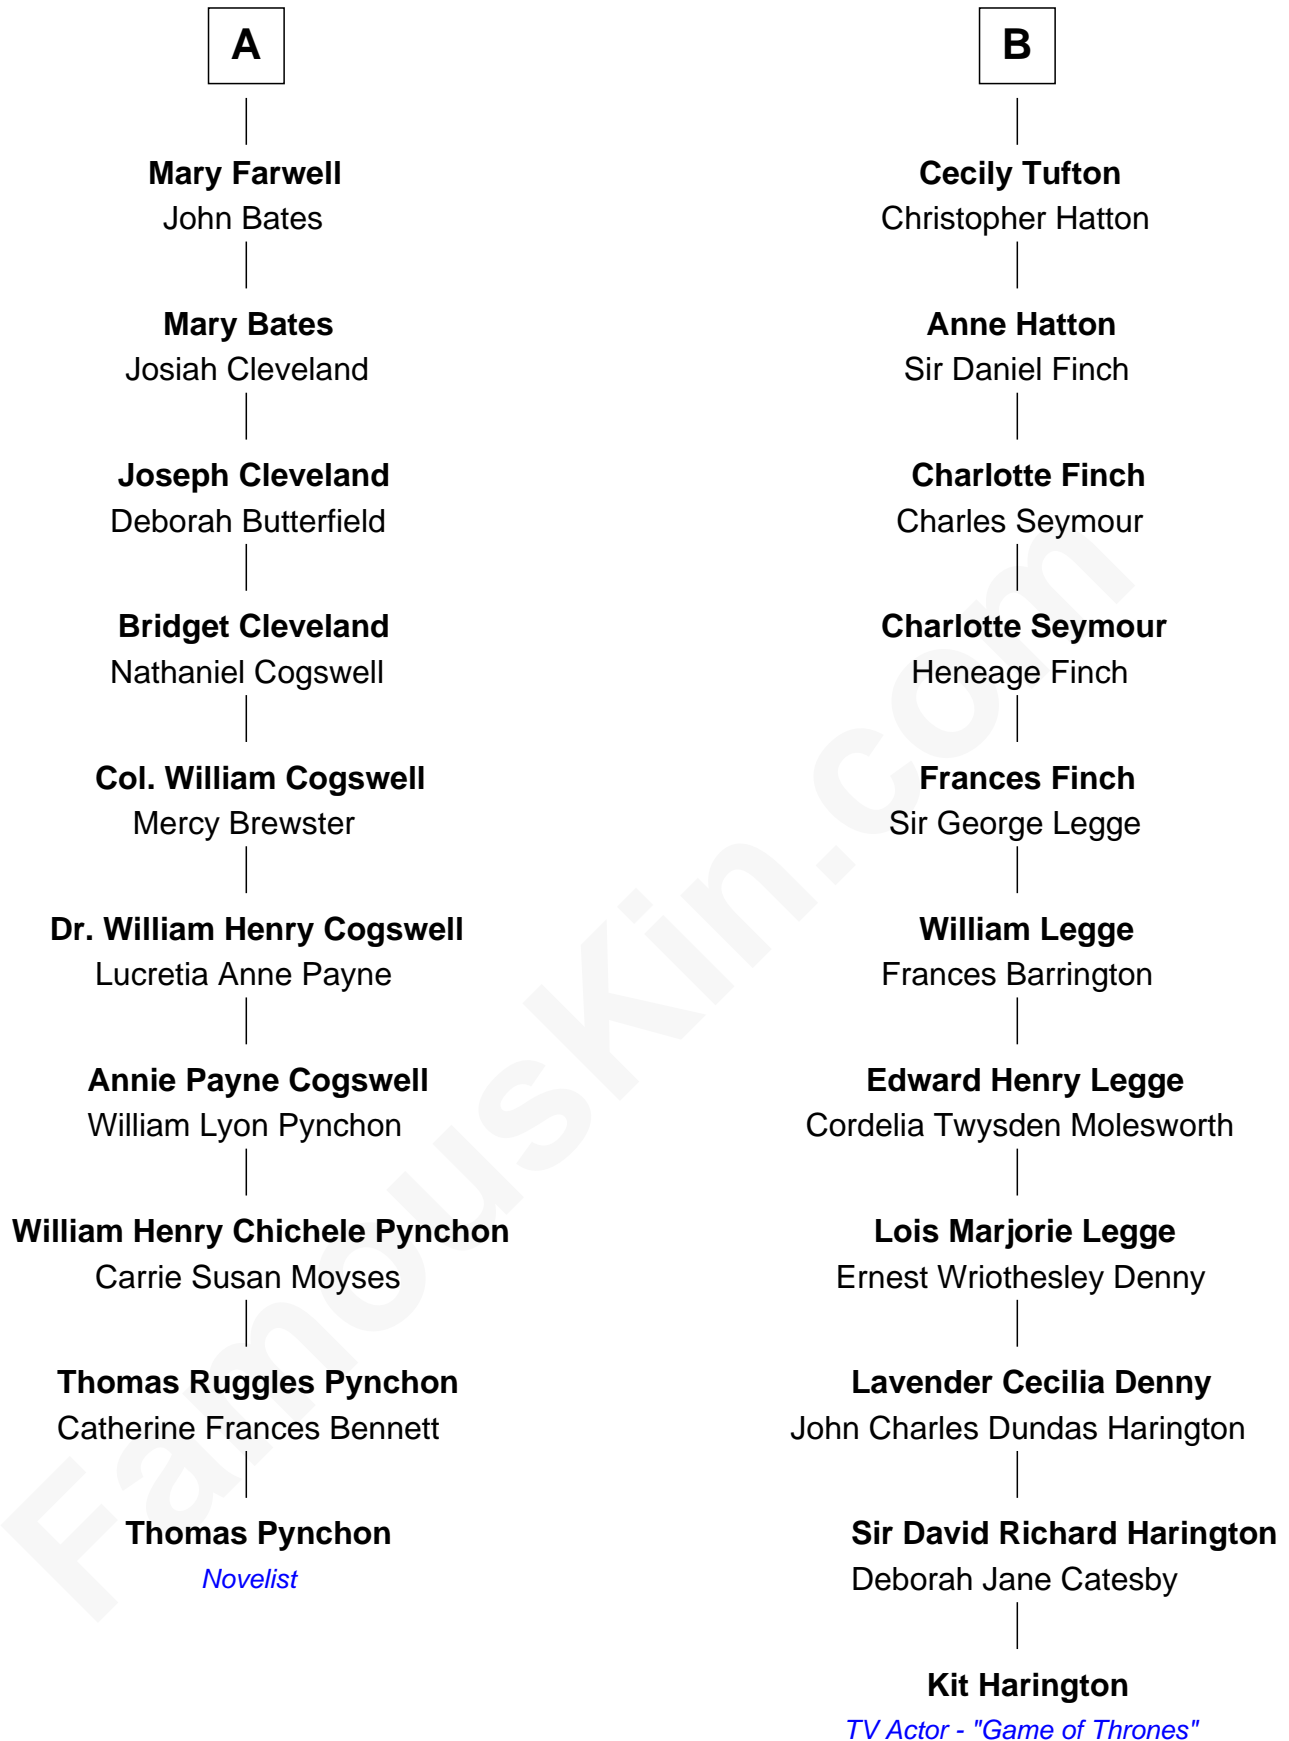 A
Mary Farwell
John Bates
Mary Bates
Josiah Cleveland
Joseph Cleveland
Deborah Butterfield
Bridget Cleveland
Nathaniel Cogswell
Col. William Cogswell
Mercy Brewster
Dr. William Henry Cogswell
Lucretia Anne Payne
Annie Payne Cogswell
William Lyon Pynchon
William Henry Chichele Pynchon
Carrie Susan Moyses
Thomas Ruggles Pynchon
Catherine Frances Bennett
Thomas Pynchon
Novelist
B
Cecily Tufton
Christopher Hatton
Anne Hatton
Sir Daniel Finch
Charlotte Finch
Charles Seymour
Charlotte Seymour
Heneage Finch
Frances Finch
Sir George Legge
William Legge
Frances Barrington
Edward Henry Legge
Cordelia Twysden Molesworth
Lois Marjorie Legge
Ernest Wriothesley Denny
Lavender Cecilia Denny
John Charles Dundas Harington
Sir David Richard Harington
Deborah Jane Catesby
Kit Harington
TV Actor - "Game of Thrones"
FamousKin.com